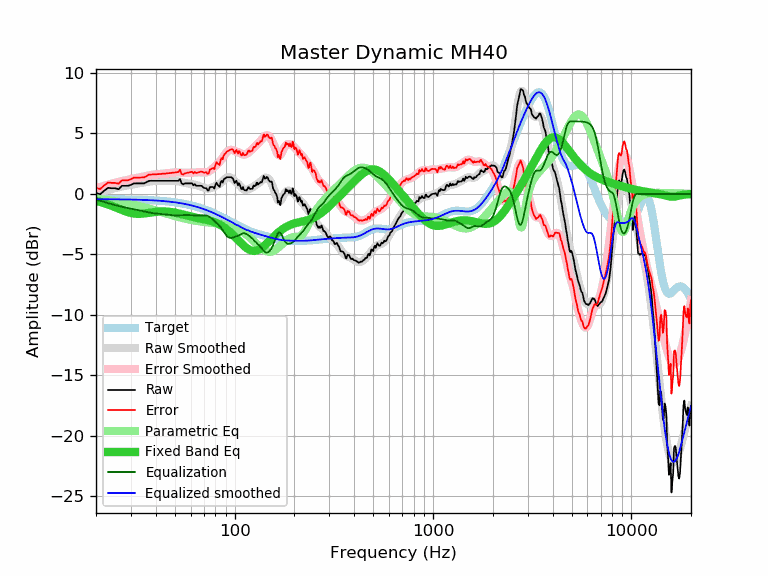 Master Dynamic MH40
Amplitude (dBr)
10
5
0
−5
−10
−15
−20
−25
Target
Raw Smoothed
Error Smoothed
Raw
Error
Parametric Eq
Fixed Band Eq
Equalization
Equalized smoothed
100 1000 10000
Frequency (Hz)